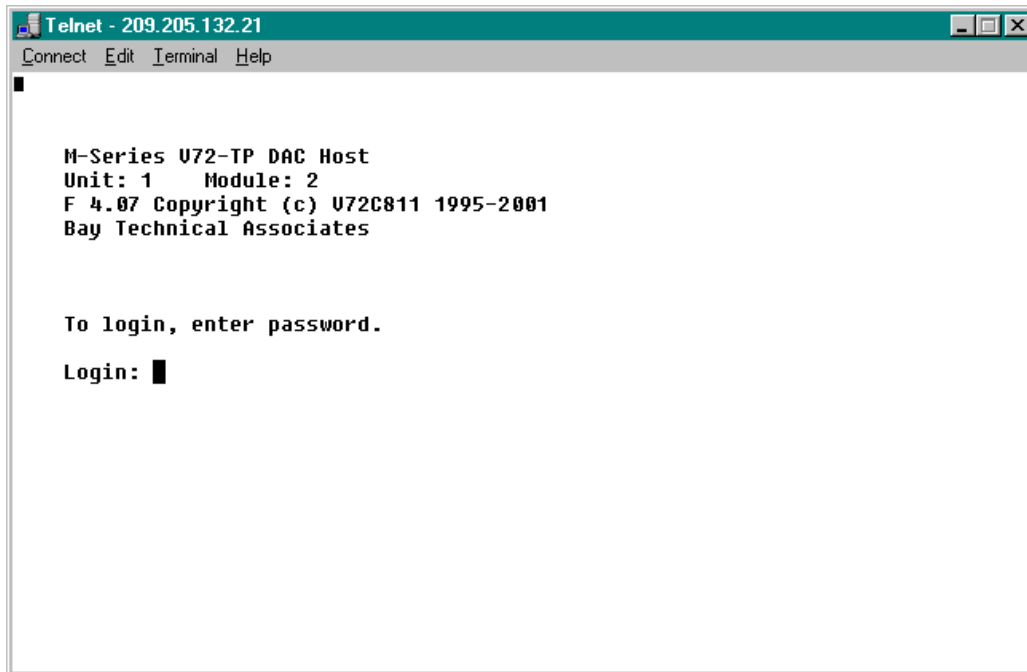 Telnet - 209.205.132.21
Connect Edit Terminal Help
M-Series V72-TP DAC Host
Unit: 1 Module: 2
F 4.07 Copyright (c) V72C811 1995-2001
Bay Technical Associates
To login, enter password.
Login: